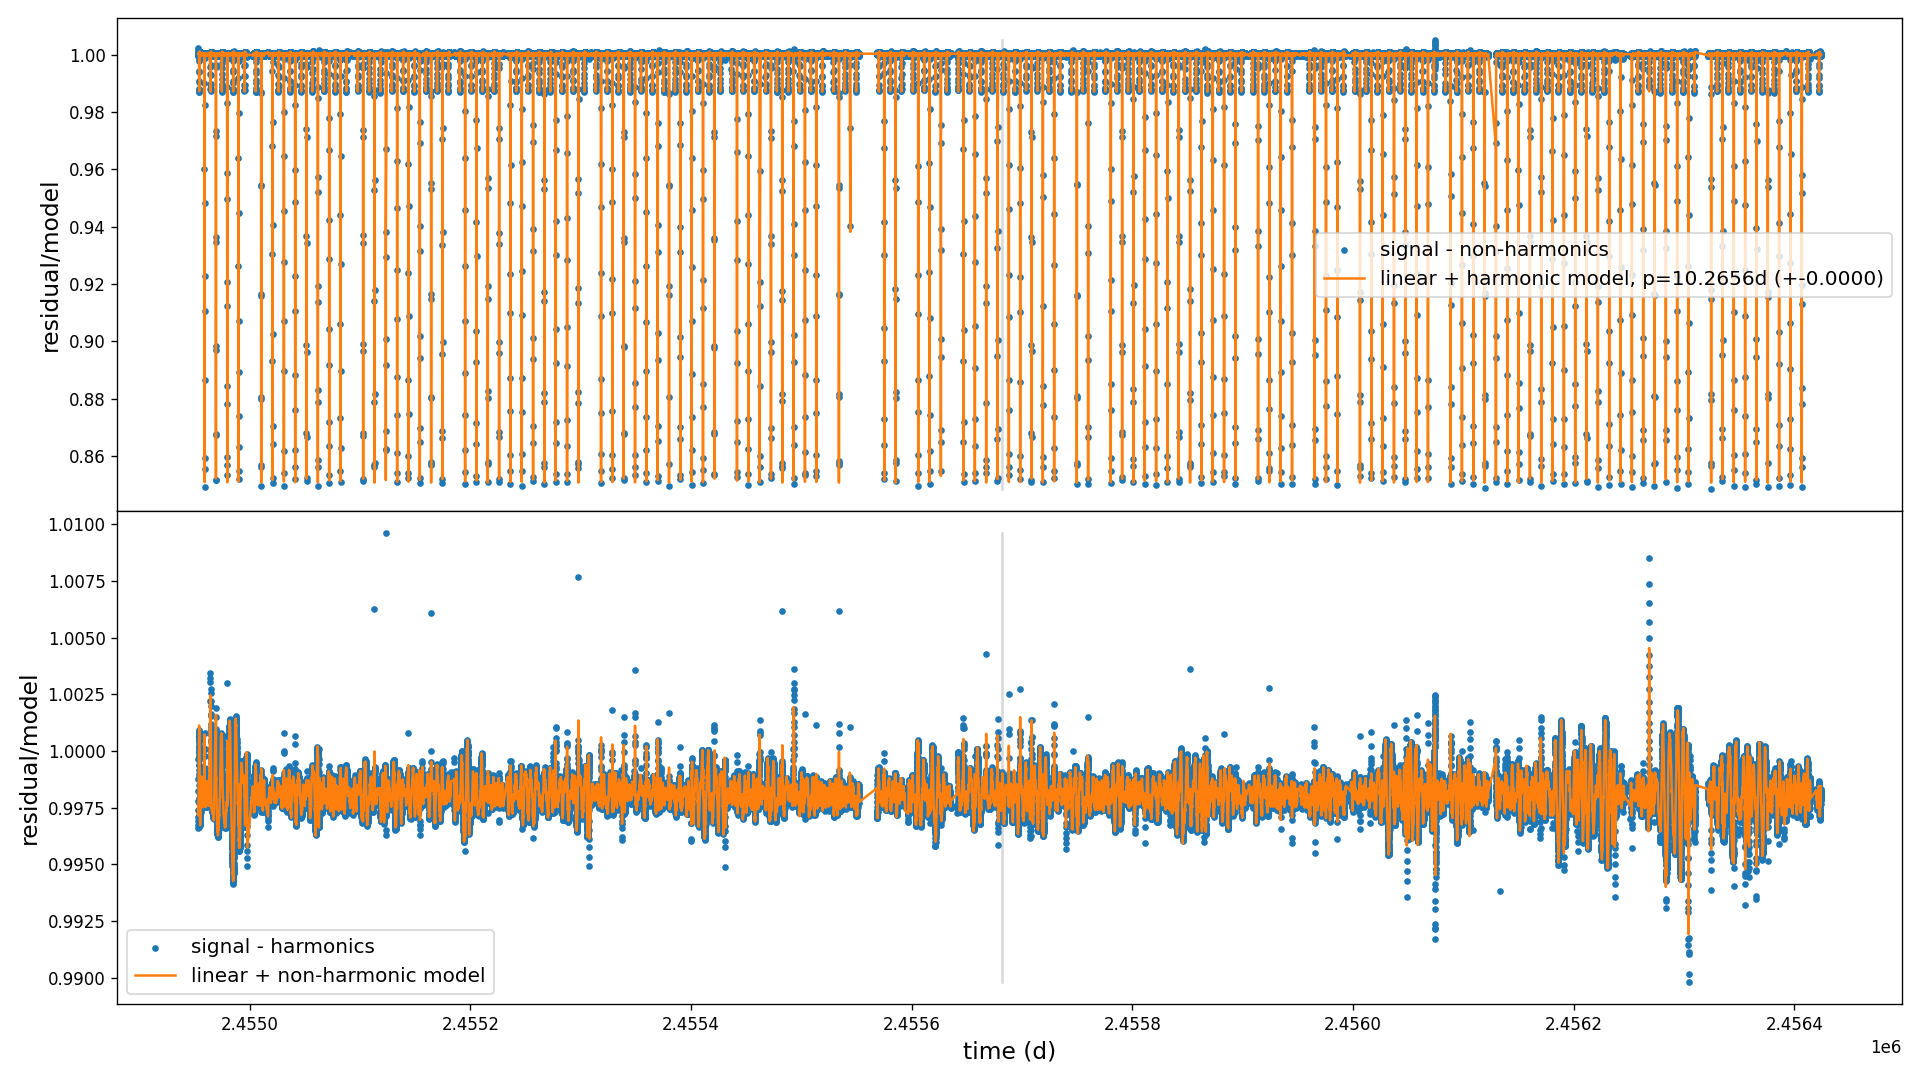 1.00
0.98
0.96
0.94
0.92
0.90
0.88
0.86
residual/model
signal - non-harmonics
linear + harmonic model, p=10.2656d (+-0.0000)
1.0100
1.0075
1.0050
1.0025
1.0000
0.9975
0.9950
0.9925
0.9900
residual/model
signal - harmonics
linear + non-harmonic model
2.4550 2.4552 2.4554 2.4556 2.4558 2.4560 2.4562 2.4564
time (d)
1e6